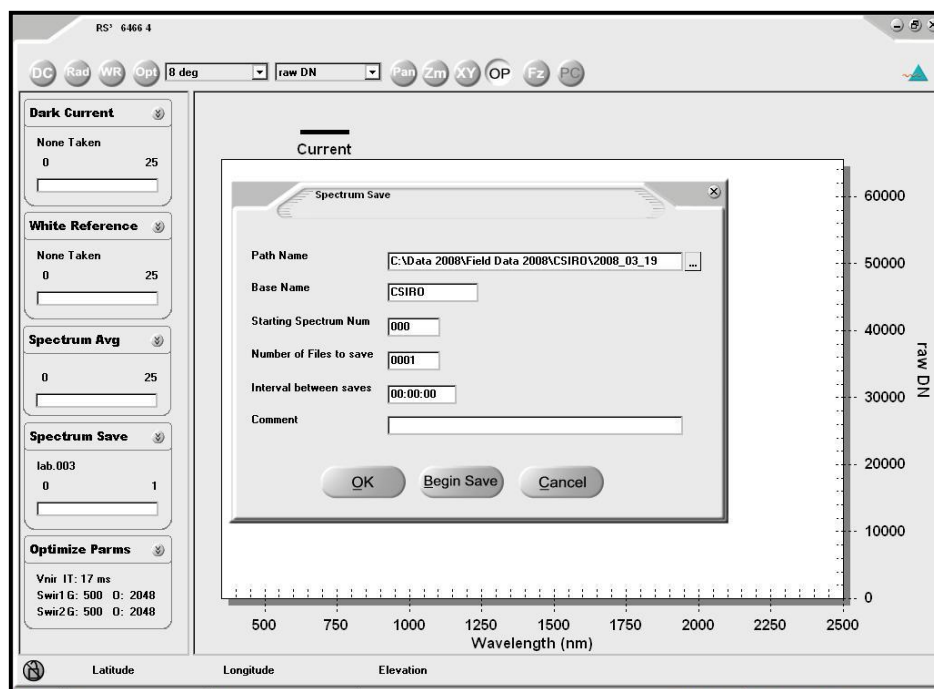 RS³ 6466 4
DC Rad WR Opt 8 deg raw DN Pan Zm XY OP Fz PC
Dark Current
None Taken
0 25
White Reference
None Taken
0 25
Spectrum Avg
0 25
Spectrum Save
lab.003
0 1
Optimize Parms
Vnir IT: 17 ms
Swir1 G: 500 O: 2048
Swir2 G: 500 O: 2048
Current
Spectrum Save
Path Name C:\Data 2008\Field Data 2008\CSIRO\2008_03_19 ...
Base Name CSIRO
Starting Spectrum Num 000
Number of Files to save 0001
Interval between saves 00:00:00
Comment
OK Begin Save Cancel
60000
50000
40000
30000
20000
10000
0
raw DN
500 750 1000 1250 1500 1750 2000 2250 2500
Wavelength (nm)
Latitude Longitude Elevation